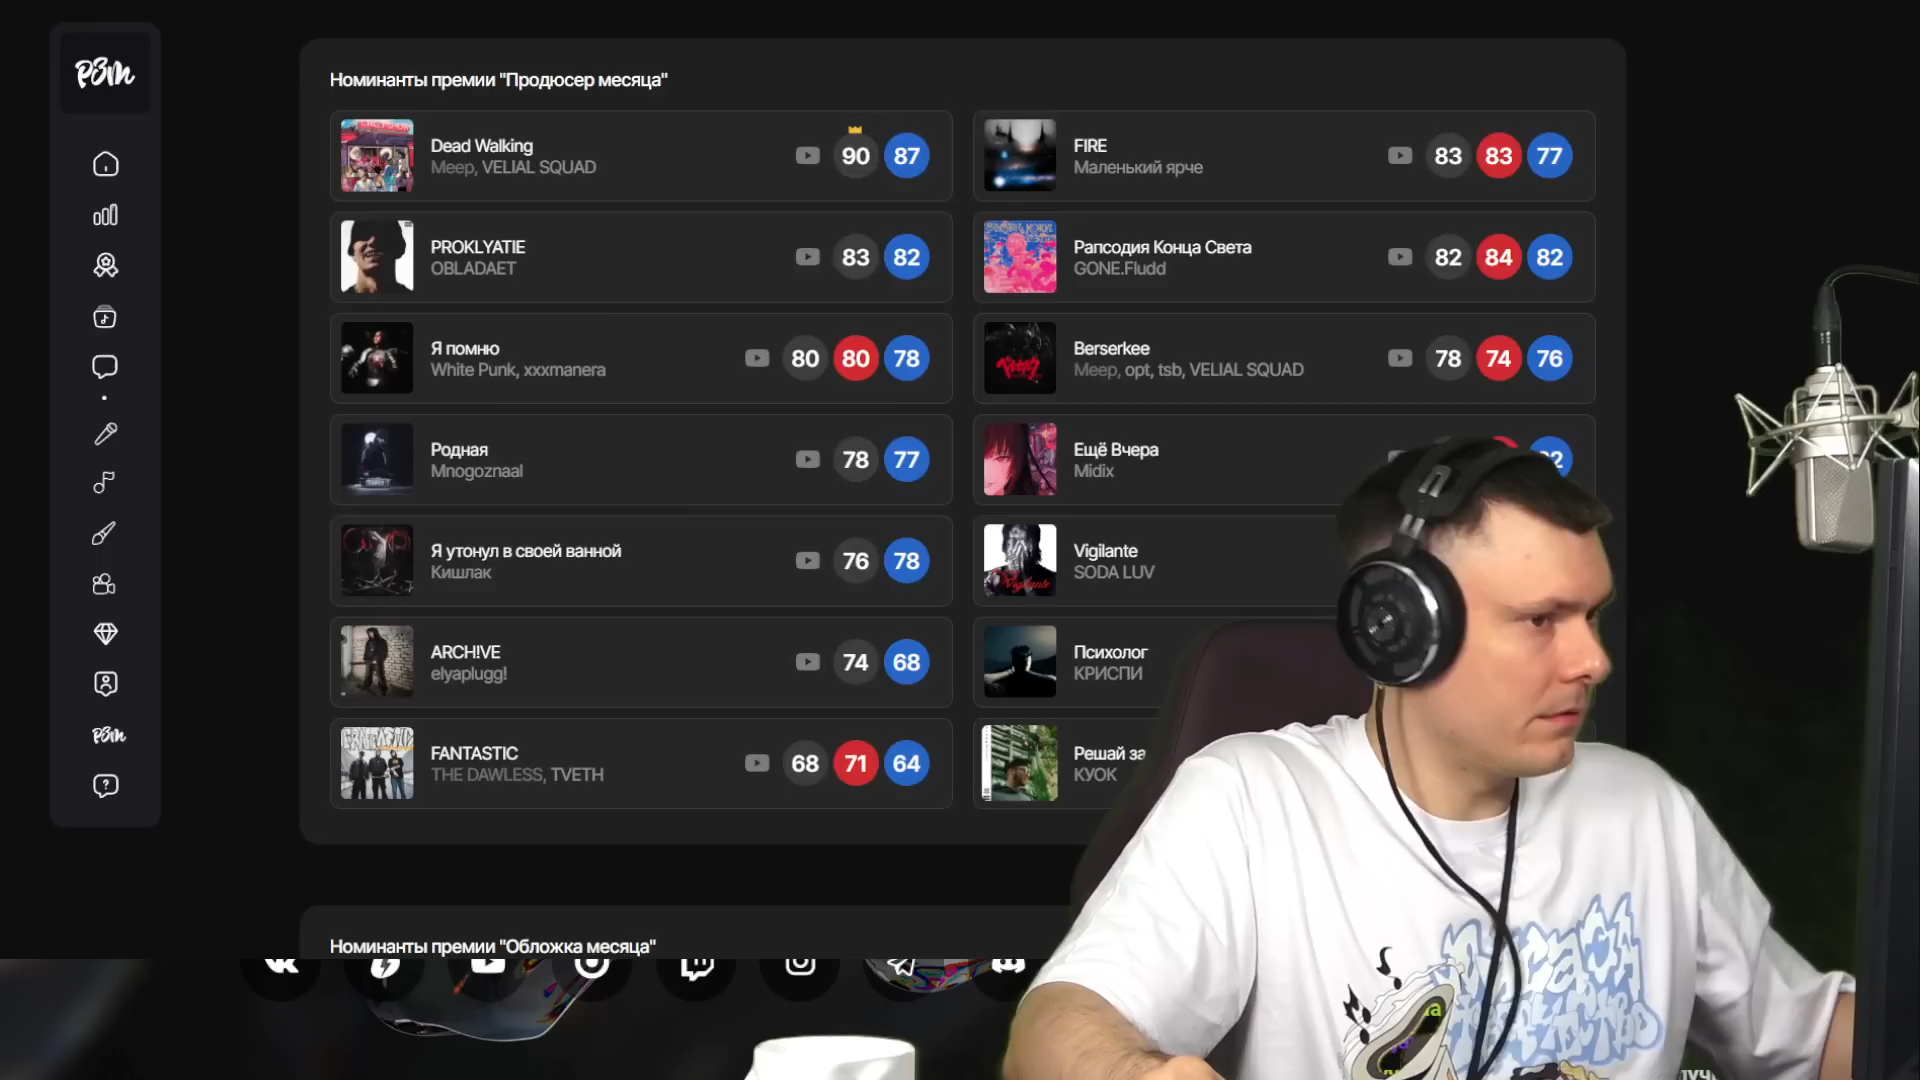 РЗТ
Номинанты премии "Продюсер месяца"
Dead Walking
Meep, VELIAL SQUAD
90 87
FIRE
Маленький ярче
83 83 77
PROKLYATIE
OBLADAET
83 82
Рапсодия Конца Света
GONE.Fludd
82 84 82
Я помню
White Punk, xxxmanera
80 80 78
Berserkee
Meep, opt, tsb, VELIAL SQUAD
78 74 76
Родная
Mnogoznaal
78 77
Ещё Вчера
Midix
Я утонул в своей ванной
Кишлак
76 78
Vigilante
SODA LUV
ARCH!VE
elyaplugg!
74 68
Психолог
КРИСПИ
FANTASTIC
THE DAWLESS, TVETH
68 71 64
Решай за
КУОК
РЗТ
Номинанты премии "Обложка месяца"